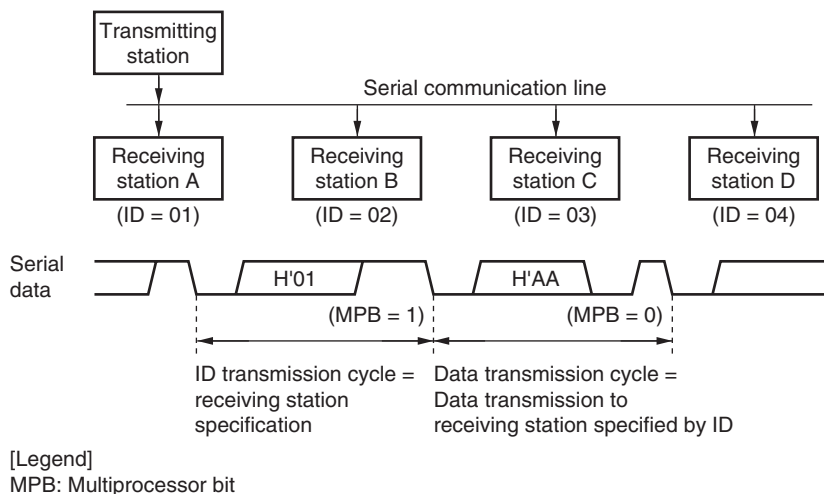 Transmitting
station
Serial communication line
Receiving
station A
Receiving
station B
Receiving
station C
Receiving
station D
(ID = 01)
(ID = 02)
(ID = 03)
(ID = 04)
Serial
data
H'01
H'AA
(MPB = 1)
(MPB = 0)
ID transmission cycle =
receiving station
specification
Data transmission cycle =
Data transmission to
receiving station specified by ID
[Legend]
MPB: Multiprocessor bit